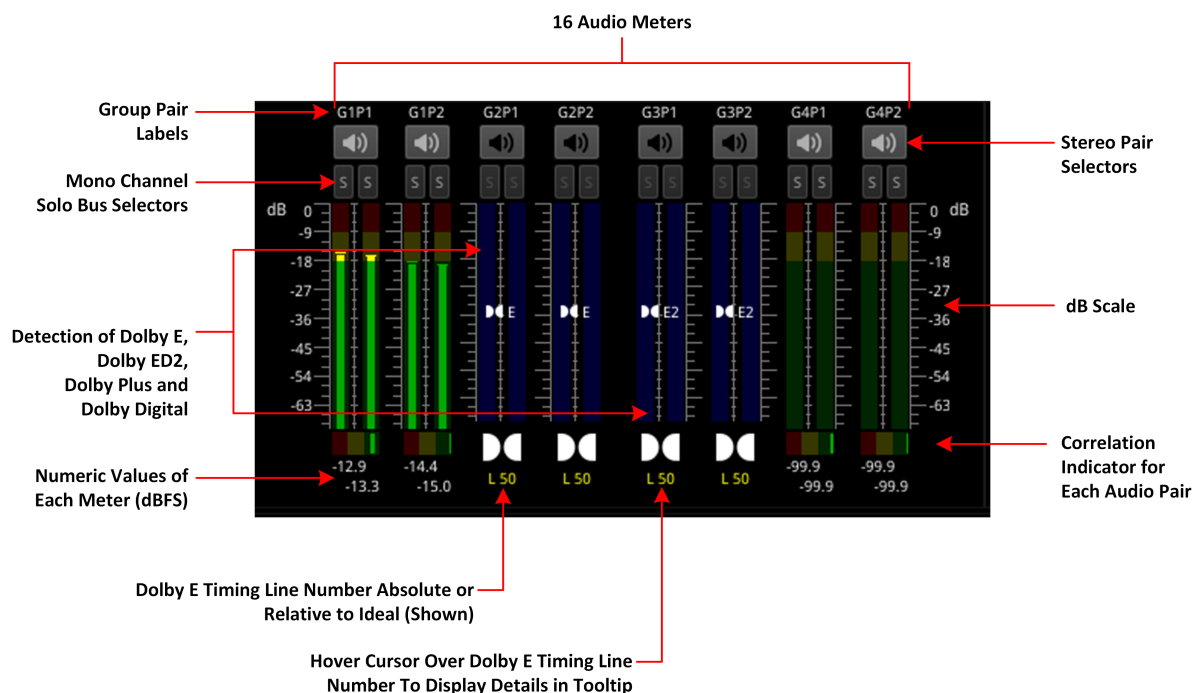 16 Audio Meters
Group Pair
Labels
G1P1 G1P2 G2P1 G2P2 G3P1 G3P2 G4P1 G4P2
Stereo Pair
Selectors
Mono Channel
Solo Bus Selectors
S S S S S S S S S S S S S S S S
dB 0 0 dB
-9 -9
-18 -18
-27 -27
-36 -36
-45 -45
-54 -54
-63 -63
E E E2 E2
dB Scale
Detection of Dolby E,
Dolby ED2,
Dolby Plus and
Dolby Digital
Numeric Values of
Each Meter (dBFS)
-12.9 -14.4 -99.9 -99.9
-13.3 -15.0 -99.9 -99.9
L 50 L 50 L 50 L 50
Correlation
Indicator for
Each Audio Pair
Dolby E Timing Line Number Absolute or
Relative to Ideal (Shown)
Hover Cursor Over Dolby E Timing Line
Number To Display Details in Tooltip